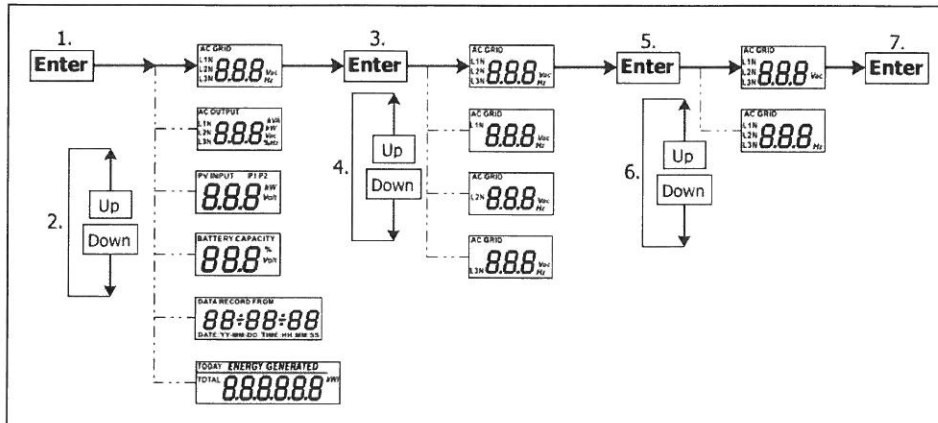 1.
Enter
AC GRID
L1N
L2N
L3N
8.8.8
Vac
Hz
3.
Enter
AC GRID
L1N
L2N
L3N
8.8.8
Vac
Hz
5.
Enter
AC GRID
L1N
L2N
L3N
8.8.8
Vac
7.
Enter
AC OUTPUT
L1N
L2N
L3N
8.8.8
kVA
kW
Vac
%Hz
AC GRID
L1N
8.8.8
Vac
Hz
AC GRID
L1N
L2N
L3N
8.8.8
Hz
2.
Up
Down
PV INPUT P1P2
8.8.8
kW
Volt
4.
Up
Down
AC GRID
L2N
8.8.8
Vac
Hz
6.
Up
Down
BATTERY CAPACITY
8.8.8
%
Volt
AC GRID
L3N
8.8.8
Vac
Hz
DATA RECORD FROM
88:88:88
DATE YY-MM-DD TIME HH:MM:SS
TODAY ENERGY GENERATED
TOTAL 8.8.8.8.8.8